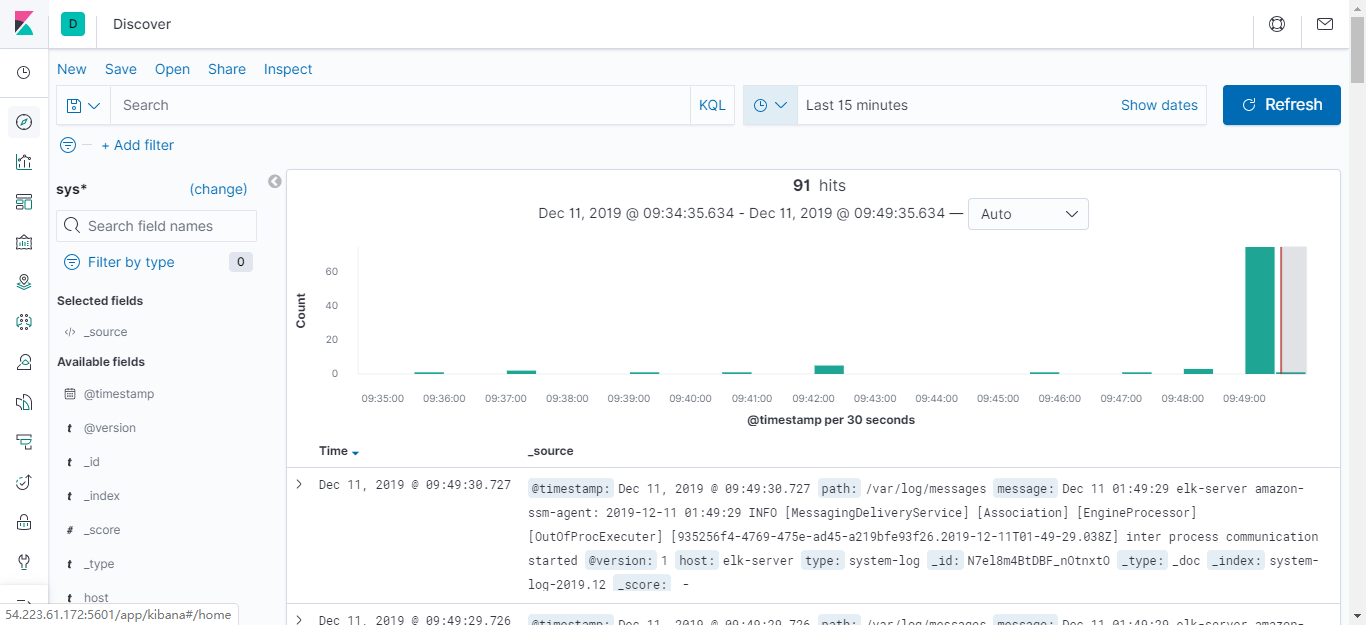 D Discover
New Save Open Share Inspect
Search KQL Last 15 minutes Show dates Refresh
+ Add filter
sys* (change)
Search field names
Filter by type 0
Selected fields
</> _source
Available fields
@timestamp
t @version
t _id
t _index
# _score
t _type
t host
54.223.61.172:5601/app/kibana#/home
91 hits
Dec 11, 2019 @ 09:34:35.634 - Dec 11, 2019 @ 09:49:35.634 — Auto
Count
60
40
20
0
09:35:00 09:36:00 09:37:00 09:38:00 09:39:00 09:40:00 09:41:00 09:42:00 09:43:00 09:44:00 09:45:00 09:46:00 09:47:00 09:48:00 09:49:00
@timestamp per 30 seconds
Time _source
Dec 11, 2019 @ 09:49:30.727 @timestamp: Dec 11, 2019 @ 09:49:30.727 path: /var/log/messages message: Dec 11 01:49:29 elk-server amazon-
ssm-agent: 2019-12-11 01:49:29 INFO [MessagingDeliveryService] [Association] [EngineProcessor]
[OutOfProcExecuter] [935256f4-4769-475e-ad45-a219bfe93f26.2019-12-11T01-49-29.038Z] inter process communication
started @version: 1 host: elk-server type: system-log _id: N7el8m4BtDBF_nOtnxtO _type: _doc _index: system-
log-2019.12 _score: -
Dec 11, 2019 @ 09:49:29.726 @timestamp: Dec 11, 2019 @ 09:49:29.726 path: /var/log/messages message: Dec 11 01:49:29 elk-server amazon-